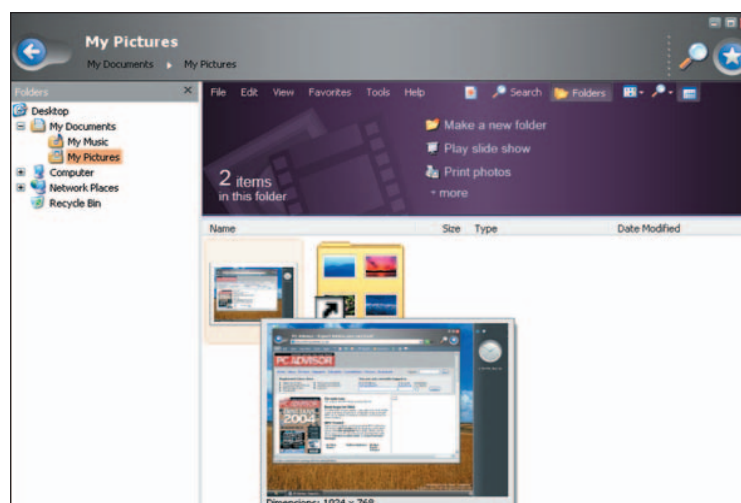 My Pictures
My Documents My Pictures
Folders
Desktop
My Documents
My Music
My Pictures
Computer
Network Places
Recycle Bin
File Edit View Favorites Tools Help Search Folders
Make a new folder
Play slide show
Print photos
more
2 items
in this folder
Name Size Type Date Modified
PC ADVISOR
2004
Dimensions: 1024 x 768